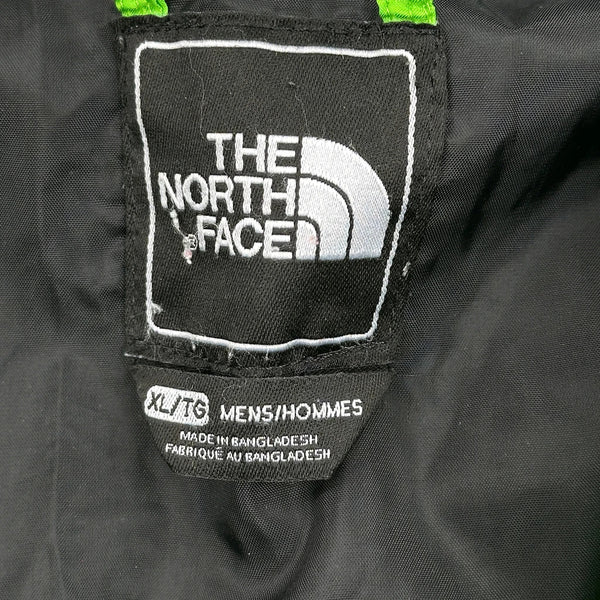 THE
NORTH
FACE
®
XL/TG MENS/HOMMES
MADE IN BANGLADESH
FABRIQUÉ AU BANGLADESH